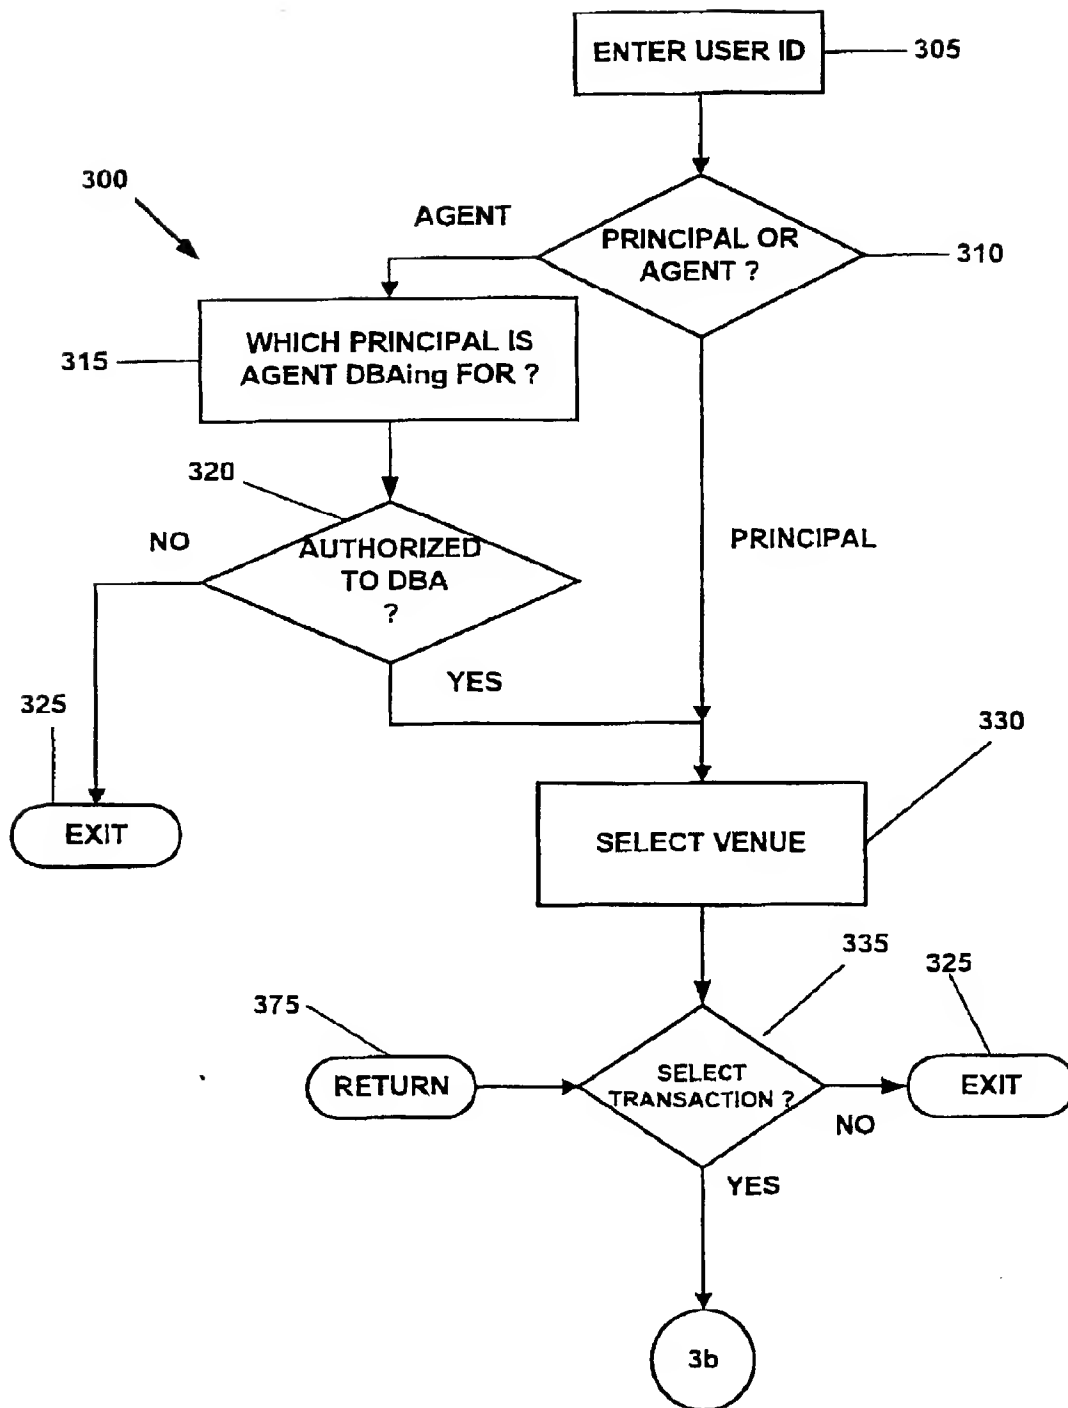 ENTER USER ID
305
300
AGENT
PRINCIPAL OR
AGENT ?
310
315
WHICH PRINCIPAL IS
AGENT DBAing FOR ?
320
NO
AUTHORIZED
TO DBA
?
PRINCIPAL
YES
325
330
EXIT
SELECT VENUE
335
325
375
RETURN
SELECT
TRANSACTION ?
EXIT
NO
YES
3b